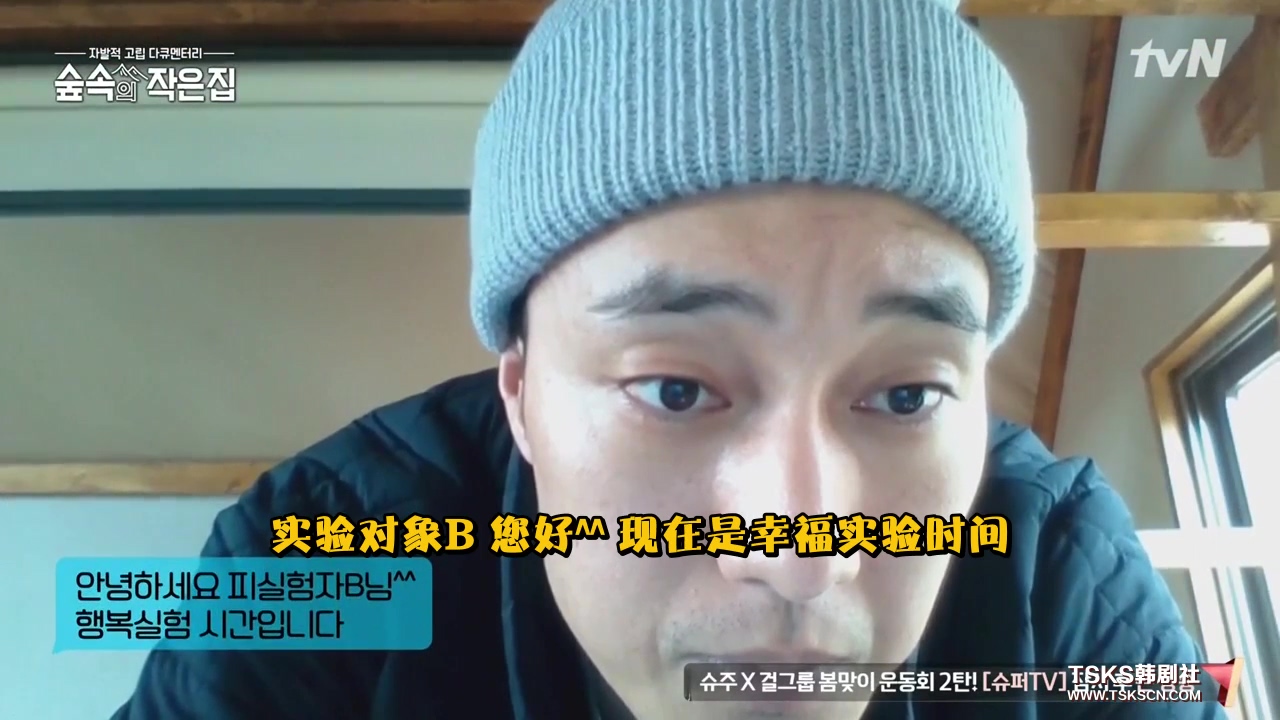 자발적 고립 다큐멘터리
숲속의 작은집
tvN
实验对象B 您好^^ 现在是幸福实验时间
안녕하세요 피실험자B님^^
행복실험 시간입니다
슈주 X 걸그룹 봄맞이 운동회 2탄! [슈퍼TV]
TSKS韩剧社
WWW.TSKSCN.COM